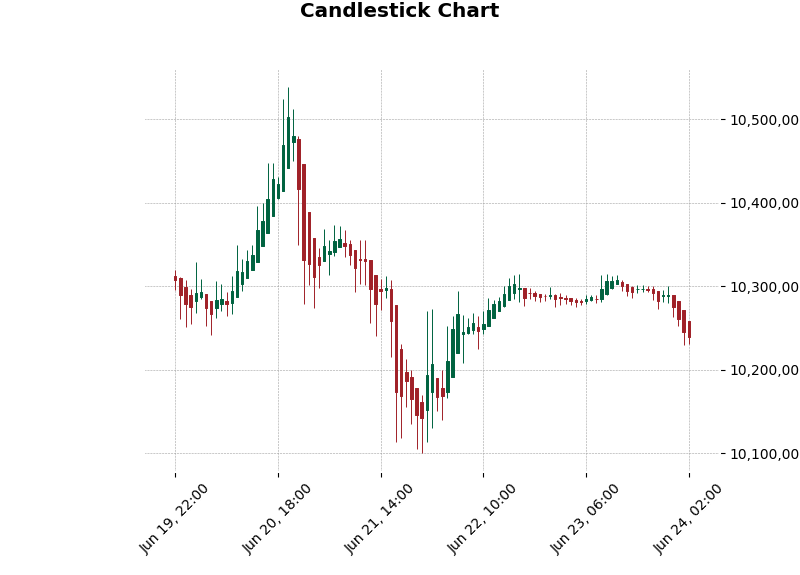 Candlestick Chart
10,500,00
10,400,00
10,300,00
10,200,00
10,100,00
Jun 19, 22:00
Jun 20, 18:00
Jun 21, 14:00
Jun 22, 10:00
Jun 23, 06:00
Jun 24, 02:00